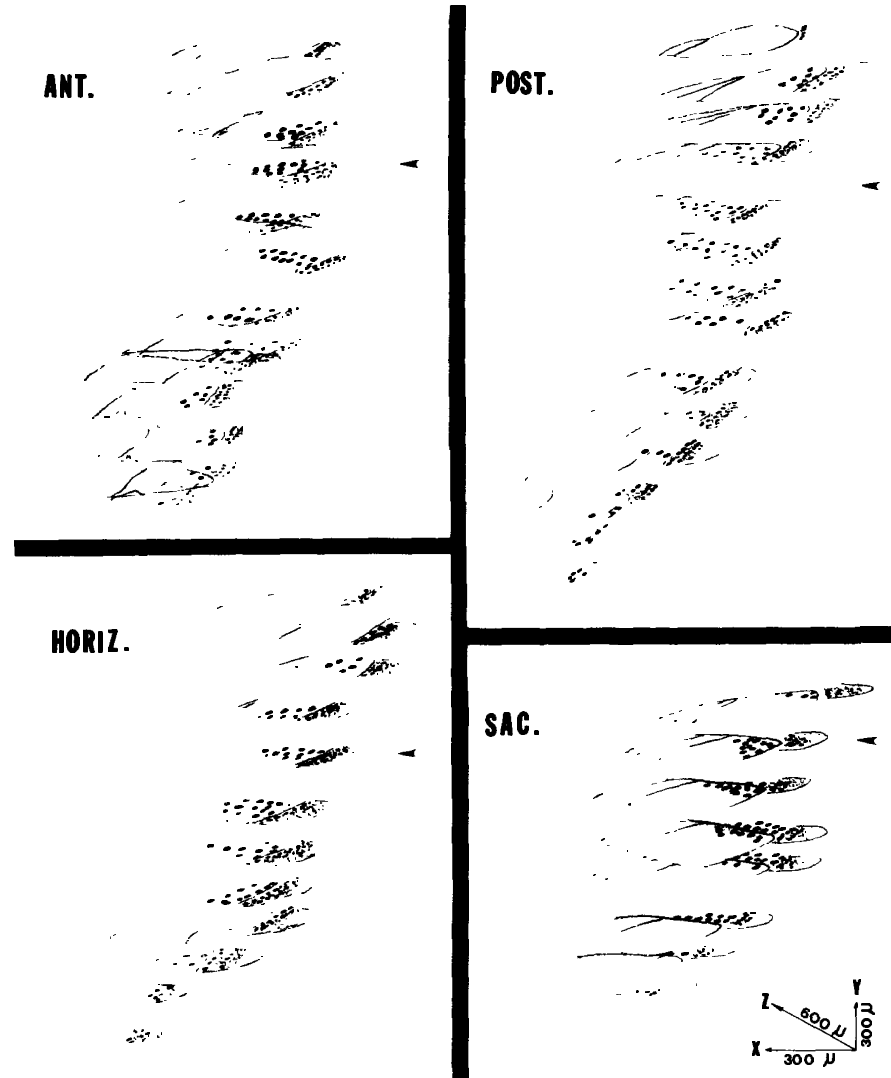 ANT.
POST.
HORIZ.
SAC.
Y
Z
600 μ
300 μ
X
300 μ